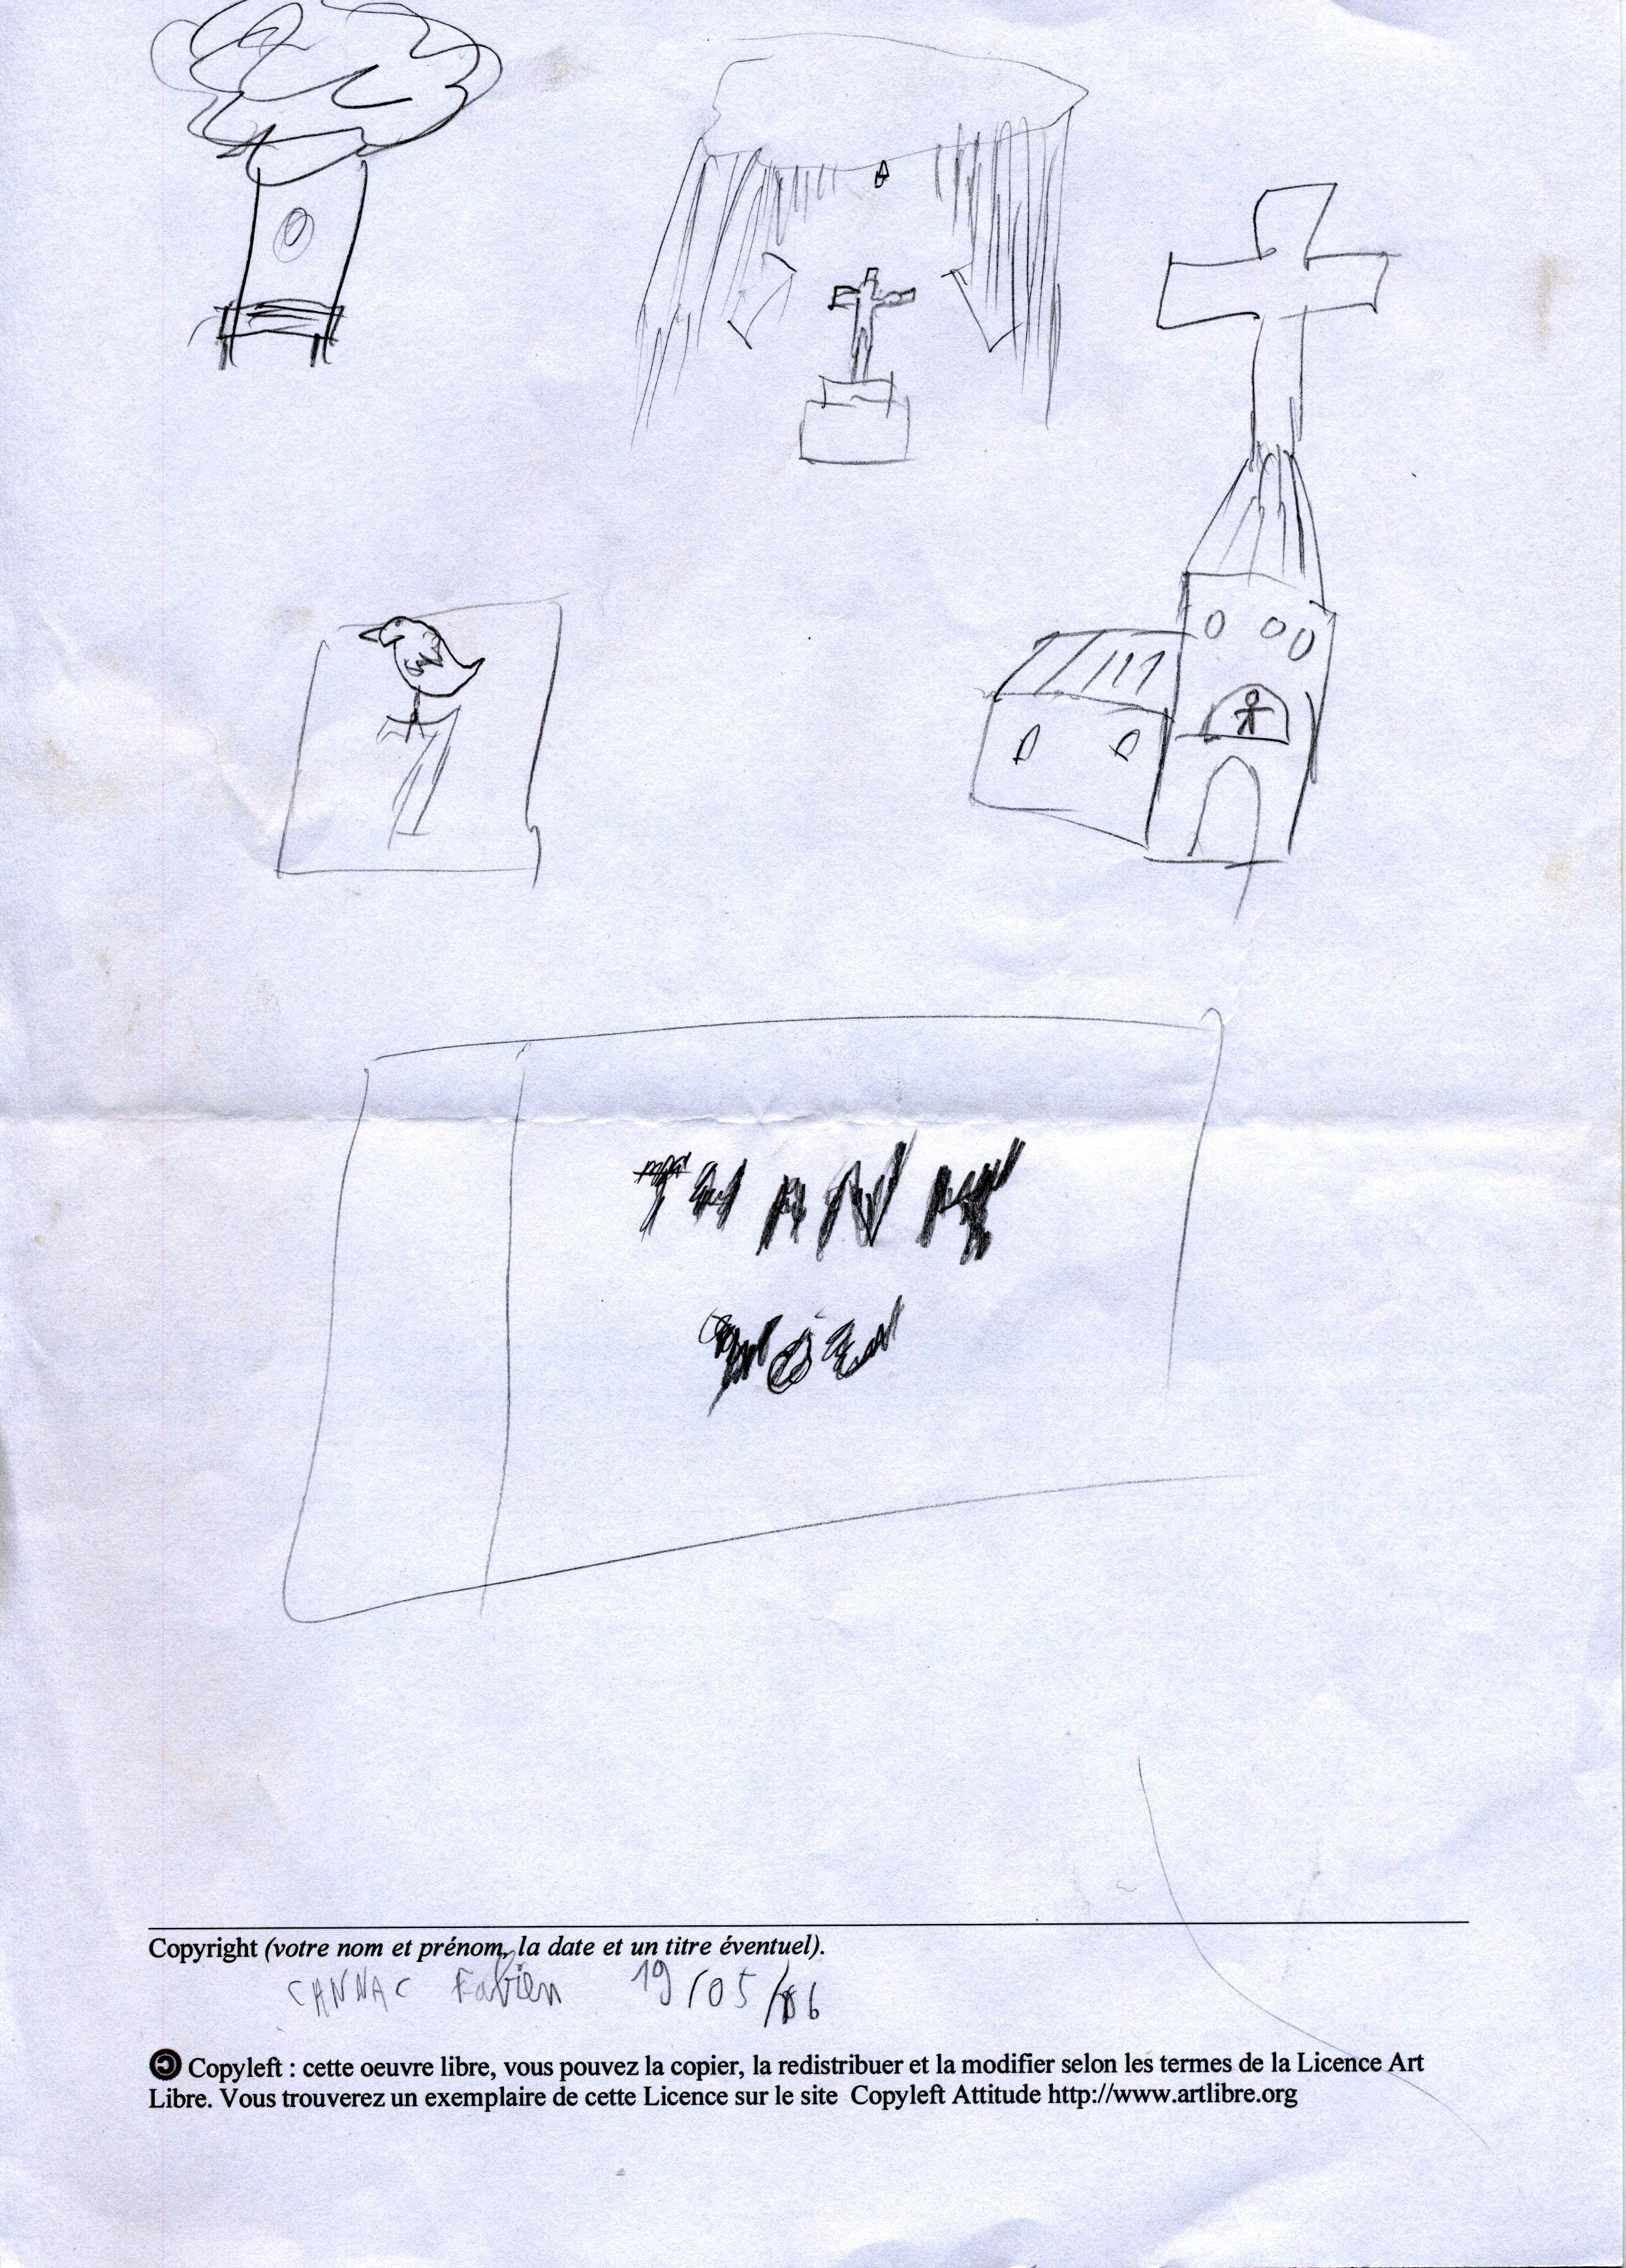 THANK
YOU
Copyright (votre nom et prénom, la date et un titre éventuel).
CANNAC Fabien 19/05/86
Copyleft : cette oeuvre libre, vous pouvez la copier, la redistribuer et la modifier selon les termes de la Licence Art
Libre. Vous trouverez un exemplaire de cette Licence sur le site Copyleft Attitude http://www.artlibre.org